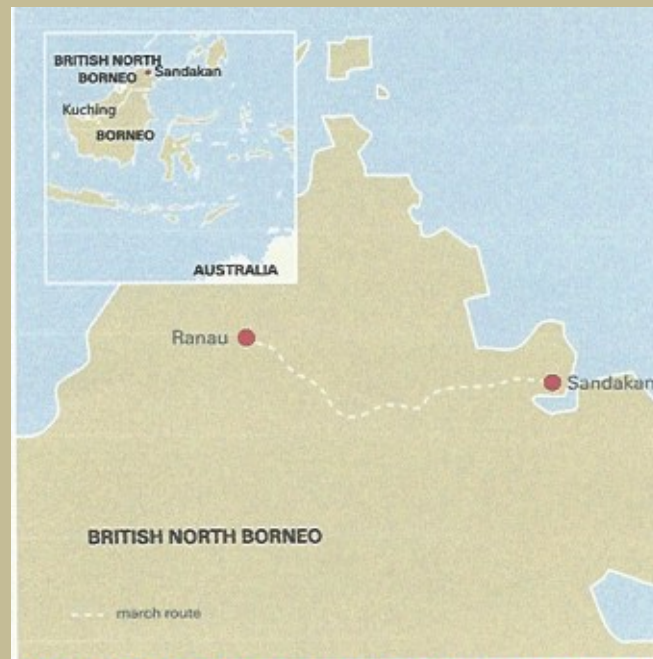 BRITISH NORTH
BORNEO
Sandakan
Kuching
BORNEO
AUSTRALIA
Ranau
Sandakan
BRITISH NORTH BORNEO
march route